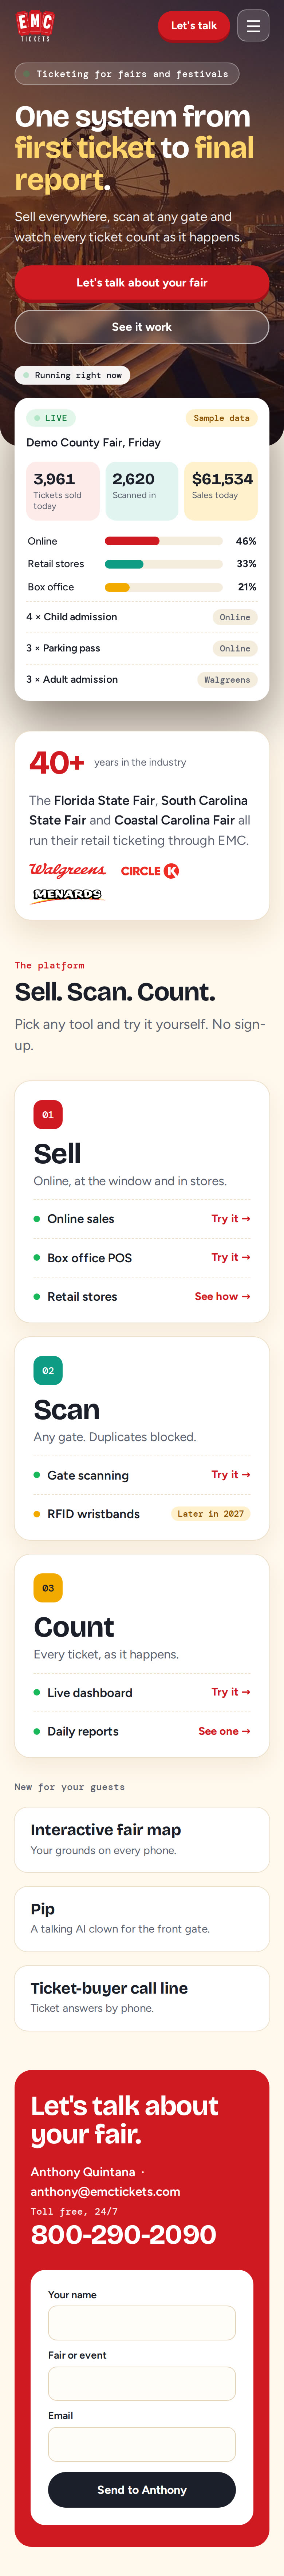 EMC
TICKETS
Let's talk
Ticketing for fairs and festivals
One system from
first ticket to final
report.
Sell everywhere, scan at any gate and
watch every ticket count as it happens.
Let's talk about your fair
See it work
Running right now
LIVE
Sample data
Demo County Fair, Friday
3,961
Tickets sold
today
2,620
Scanned in
$61,534
Sales today
Online 46%
Retail stores 33%
Box office 21%
4 × Child admission Online
3 × Parking pass Online
3 × Adult admission Walgreens
40+ years in the industry
The Florida State Fair, South Carolina
State Fair and Coastal Carolina Fair all
run their retail ticketing through EMC.
Walgreens CIRCLE K
MENARDS
The platform
Sell. Scan. Count.
Pick any tool and try it yourself. No sign-
up.
01
Sell
Online, at the window and in stores.
Online sales Try it →
Box office POS Try it →
Retail stores See how →
02
Scan
Any gate. Duplicates blocked.
Gate scanning Try it →
RFID wristbands Later in 2027
03
Count
Every ticket, as it happens.
Live dashboard Try it →
Daily reports See one →
New for your guests
Interactive fair map
Your grounds on every phone.
Pip
A talking AI clown for the front gate.
Ticket-buyer call line
Ticket answers by phone.
Let's talk about
your fair.
Anthony Quintana ·
anthony@emctickets.com
Toll free, 24/7
800-290-2090
Your name
Fair or event
Email
Send to Anthony